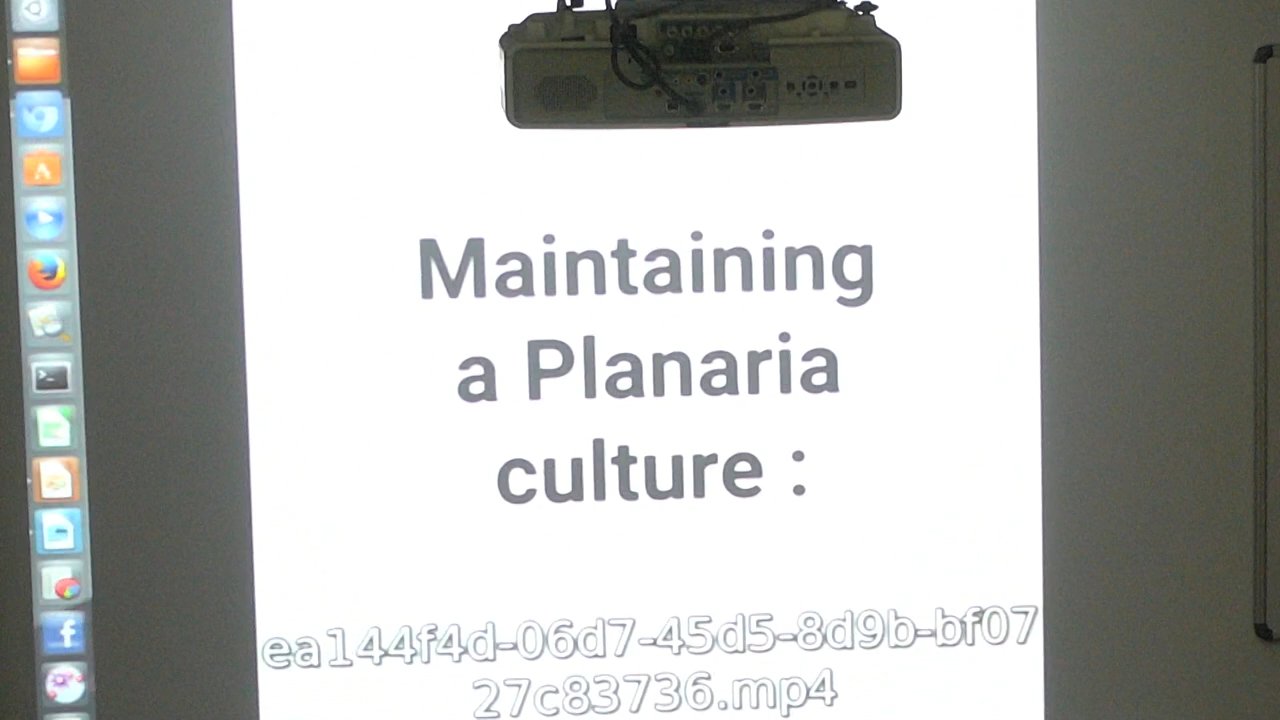 Maintaining
a Planaria
culture :
ea144f4d-06d7-45d5-8d9b-bf07
27c83736.mp4